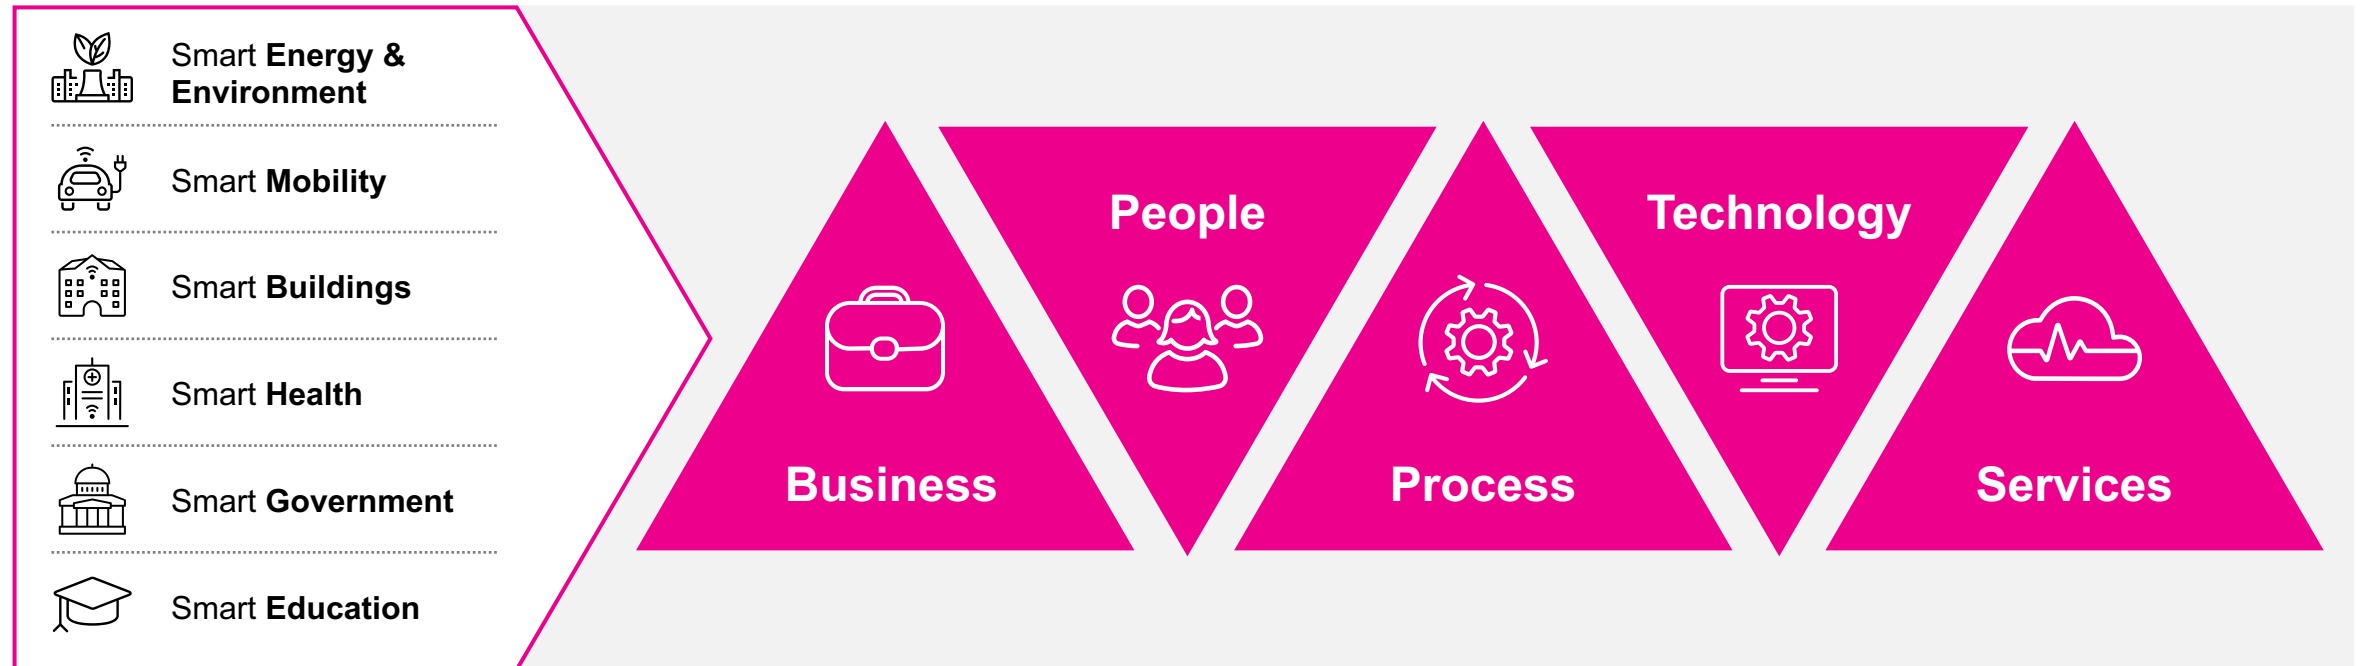 Smart Energy &
Environment
Smart Mobility
Smart Buildings
Smart Health
Smart Government
Smart Education
Business
People
Process
Technology
Services